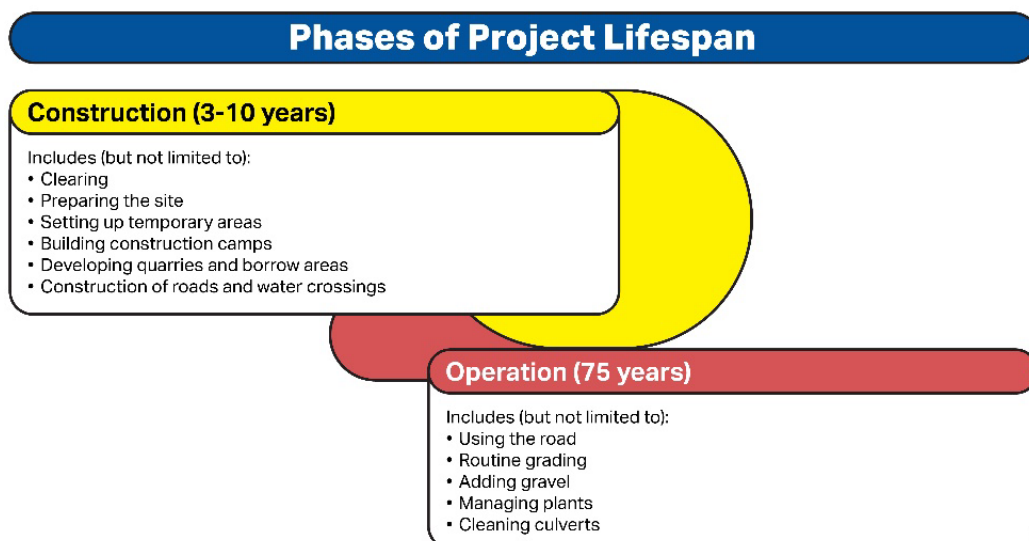 Phases of Project Lifespan
Construction (3-10 years)
Includes (but not limited to):
• Clearing
• Preparing the site
• Setting up temporary areas
• Building construction camps
• Developing quarries and borrow areas
• Construction of roads and water crossings
Operation (75 years)
Includes (but not limited to):
• Using the road
• Routine grading
• Adding gravel
• Managing plants
• Cleaning culverts